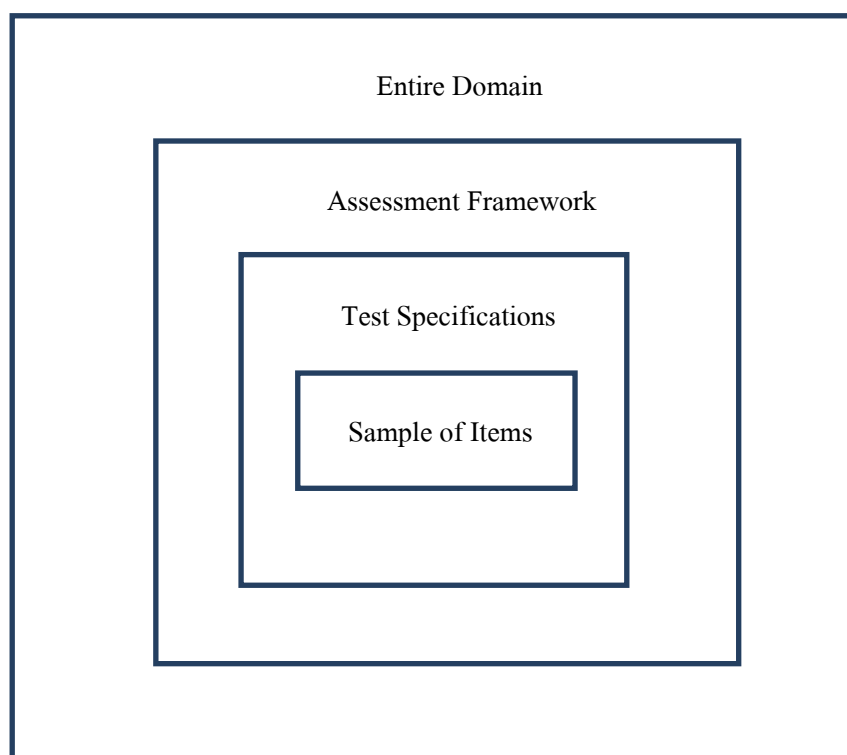 Entire Domain
Assessment Framework
Test Specifications
Sample of Items